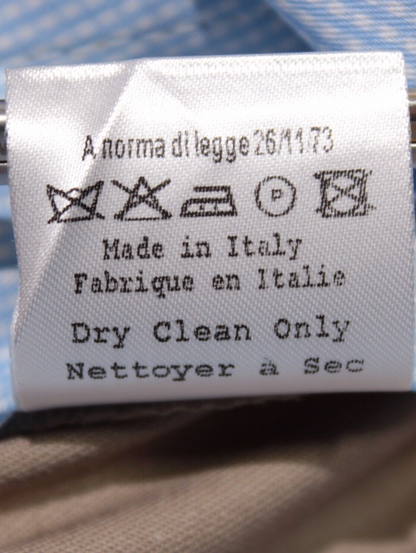 A norma di legge 26/11/73
P
Made in Italy
Fabrique en Italie
Dry Clean Only
Nettoyer à Sec